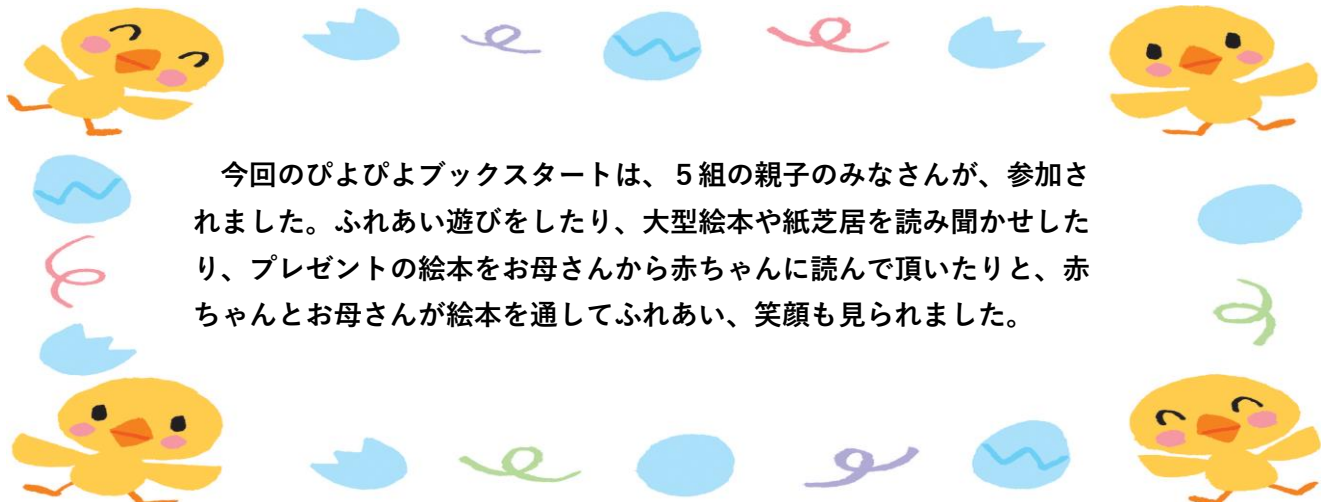 今回のぴよぴよブックスタートは、５組の親子のみなさんが、参加さ
れました。ふれあい遊びをしたり、大型絵本や紙芝居を読み聞かせした
り、プレゼントの絵本をお母さんから赤ちゃんに読んで頂いたりと、赤
ちゃんとお母さんが絵本を通してふれあい、笑顔も見られました。